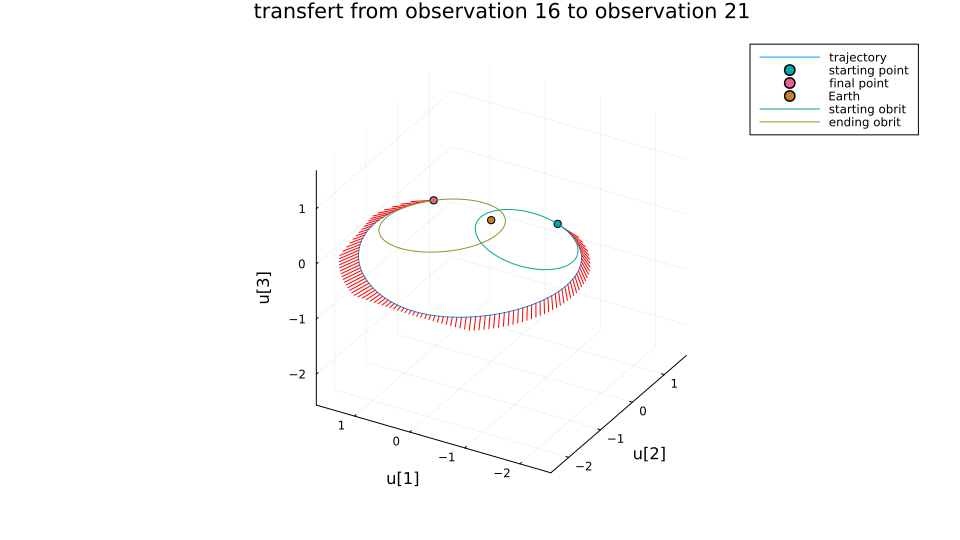 transfert from observation 16 to observation 21
trajectory
starting point
final point
Earth
starting obrit
ending obrit
1
0
−1
−2
u[3]
1
0
−1
−2
u[1]
1
0
−1
−2
u[2]